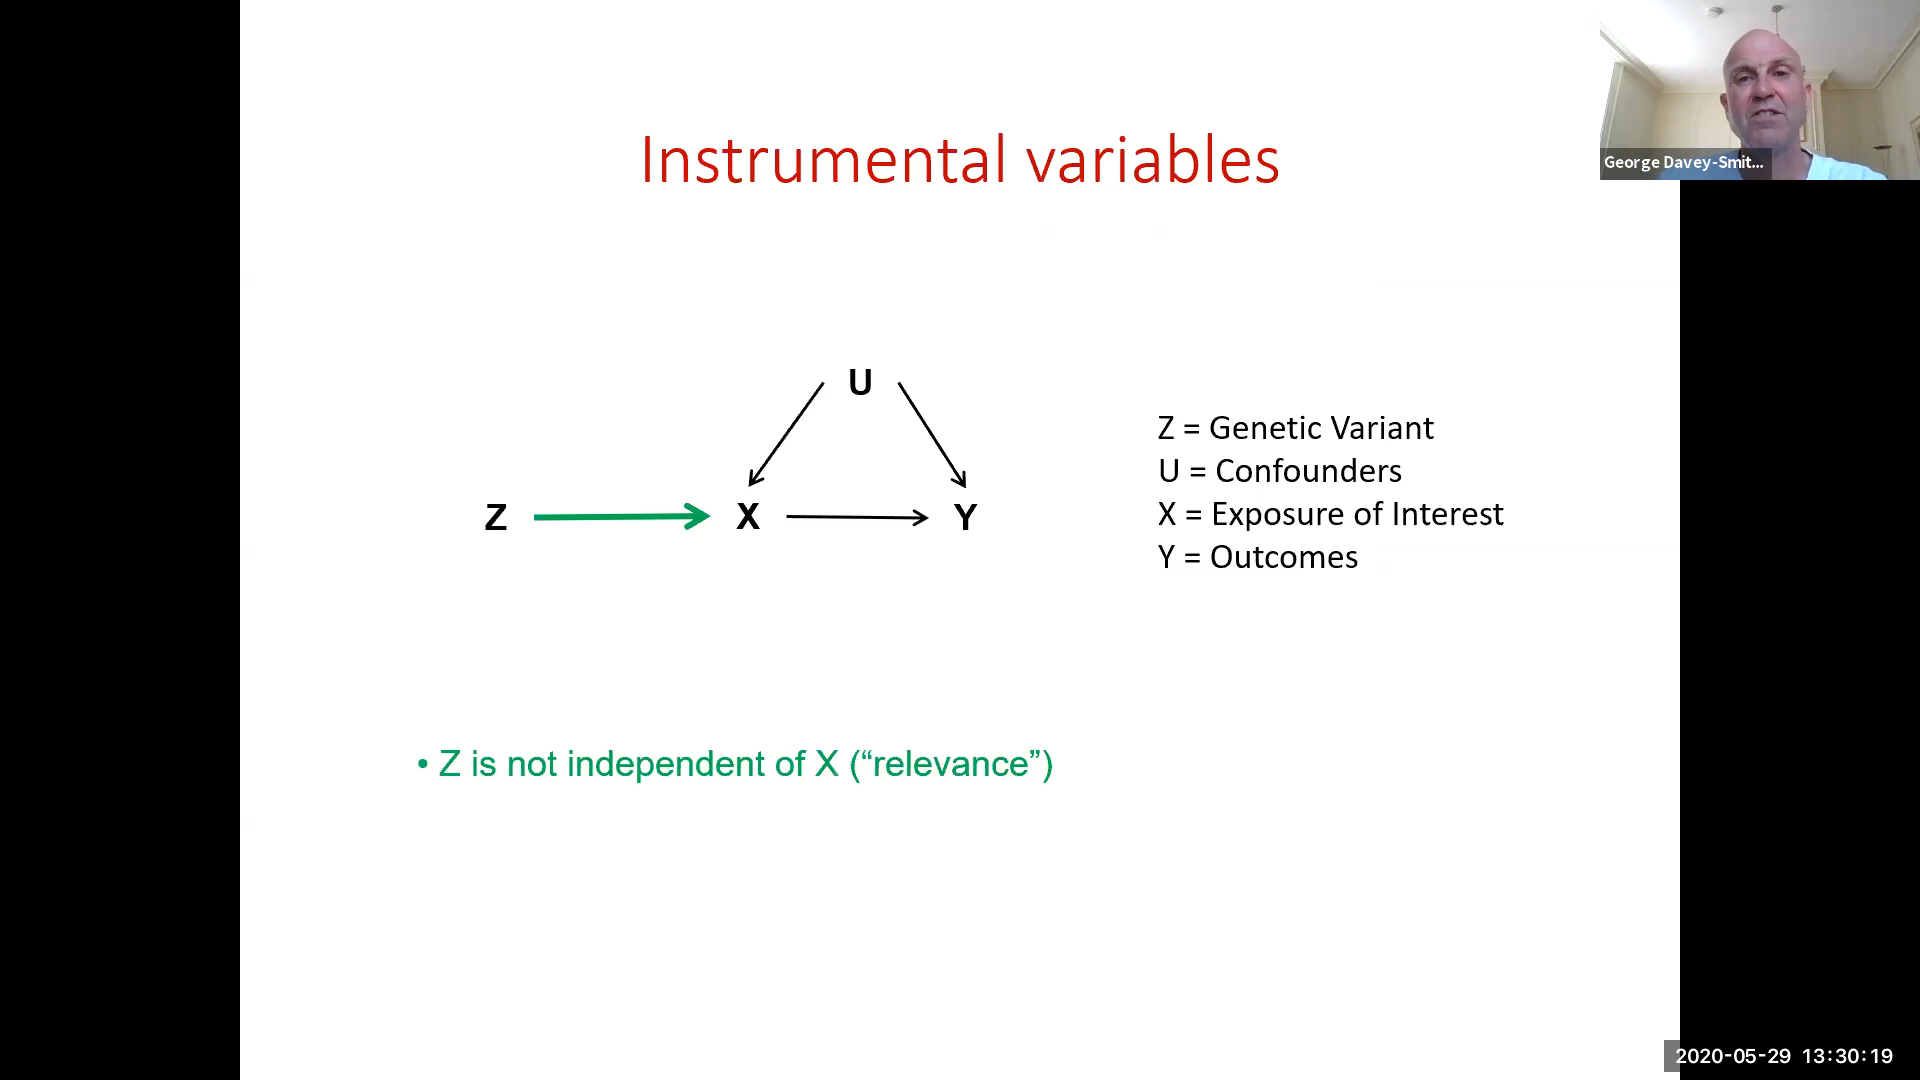 Instrumental variables
George Davey-Smit...
U
Z X Y
Z = Genetic Variant
U = Confounders
X = Exposure of Interest
Y = Outcomes
• Z is not independent of X (“relevance”)
2020-05-29 13:30:19